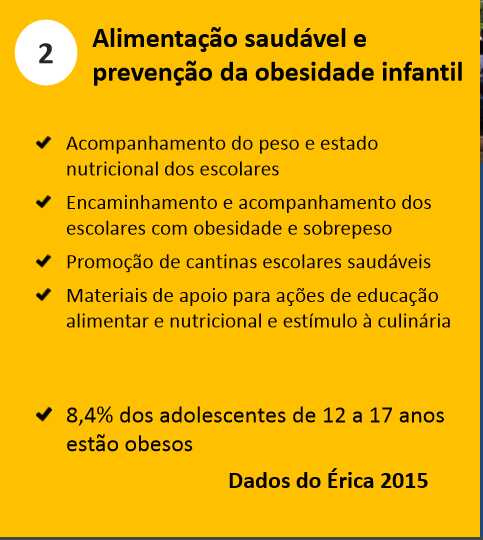 2
Alimentação saudável e
prevenção da obesidade infantil
Acompanhamento do peso e estado
nutricional dos escolares
Encaminhamento e acompanhamento dos
escolares com obesidade e sobrepeso
Promoção de cantinas escolares saudáveis
Materiais de apoio para ações de educação
alimentar e nutricional e estímulo à culinária
8,4% dos adolescentes de 12 a 17 anos
estão obesos
Dados do Érica 2015